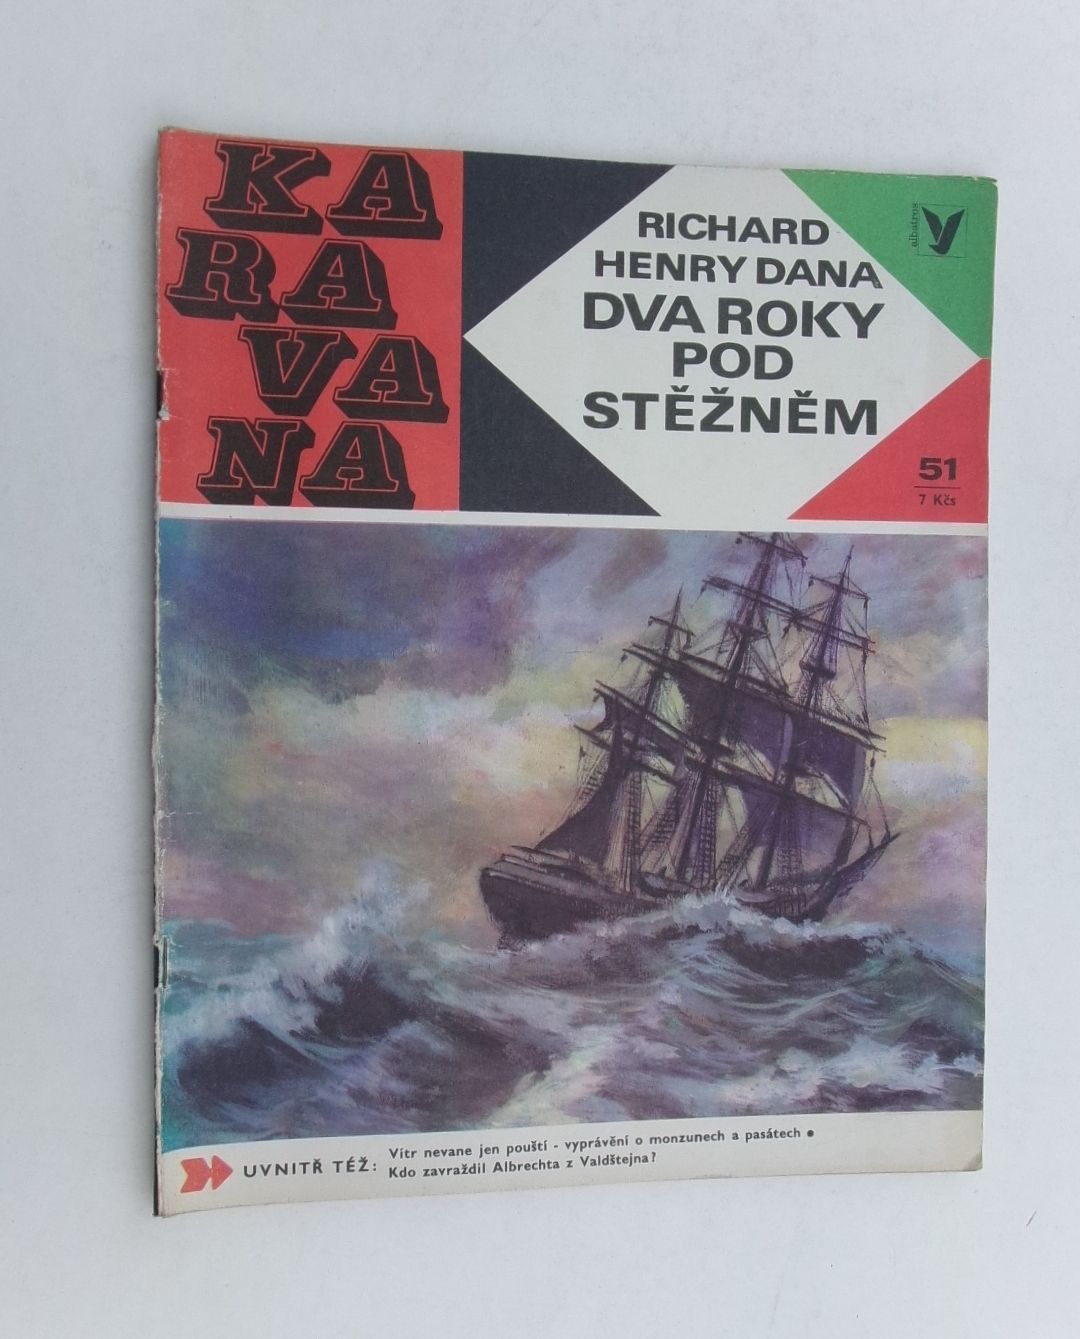 KA
RA
VA
NA
RICHARD
HENRY DANA
DVA ROKY
POD
STĚŽNĚM
albatros
51
7 Kčs
UVNITŘ TÉŽ: Vítr nevane jen pouští - vyprávění o monzunech a pasátech •
Kdo zavraždil Albrechta z Valdštejna?